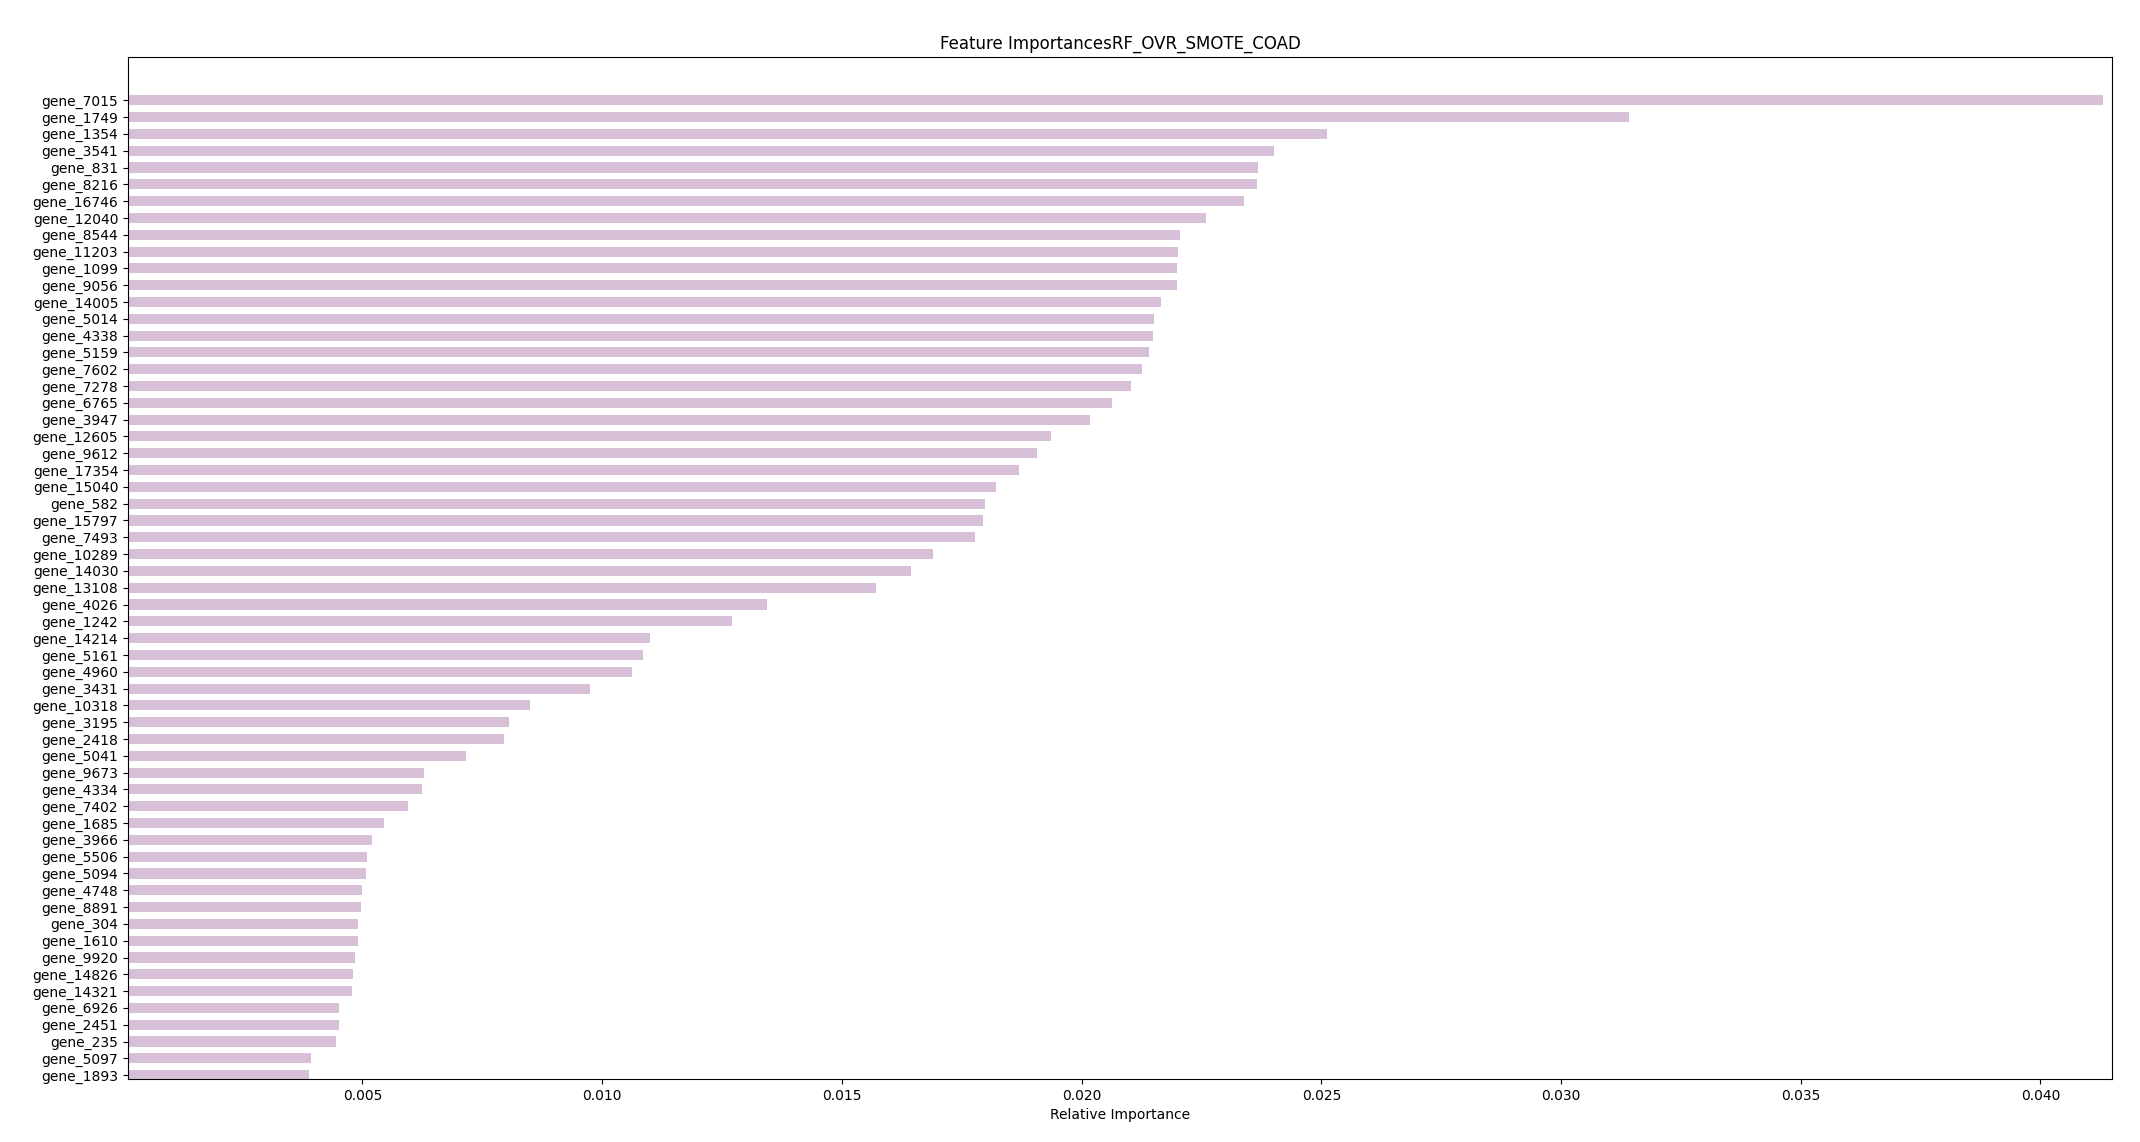 Feature ImportancesRF_OVR_SMOTE_COAD
gene_7015
gene_1749
gene_1354
gene_3541
gene_831
gene_8216
gene_16746
gene_12040
gene_8544
gene_11203
gene_1099
gene_9056
gene_14005
gene_5014
gene_4338
gene_5159
gene_7602
gene_7278
gene_6765
gene_3947
gene_12605
gene_9612
gene_17354
gene_15040
gene_582
gene_15797
gene_7493
gene_10289
gene_14030
gene_13108
gene_4026
gene_1242
gene_14214
gene_5161
gene_4960
gene_3431
gene_10318
gene_3195
gene_2418
gene_5041
gene_9673
gene_4334
gene_7402
gene_1685
gene_3966
gene_5506
gene_5094
gene_4748
gene_8891
gene_304
gene_1610
gene_9920
gene_14826
gene_14321
gene_6926
gene_2451
gene_235
gene_5097
gene_1893
0.005 0.010 0.015 0.020 0.025 0.030 0.035 0.040
Relative Importance